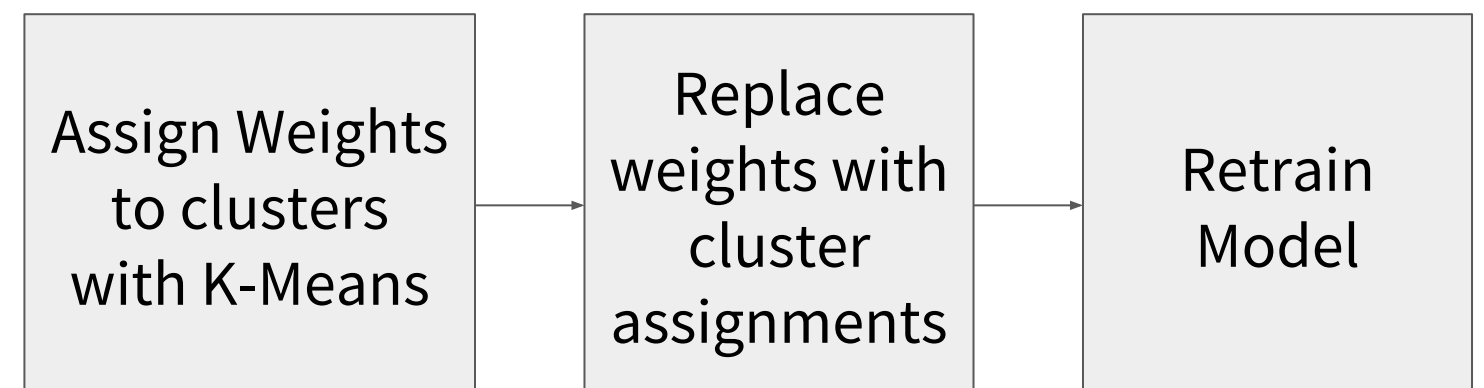 Assign Weights
to clusters
with K-Means
Replace
weights with
cluster
assignments
Retrain
Model